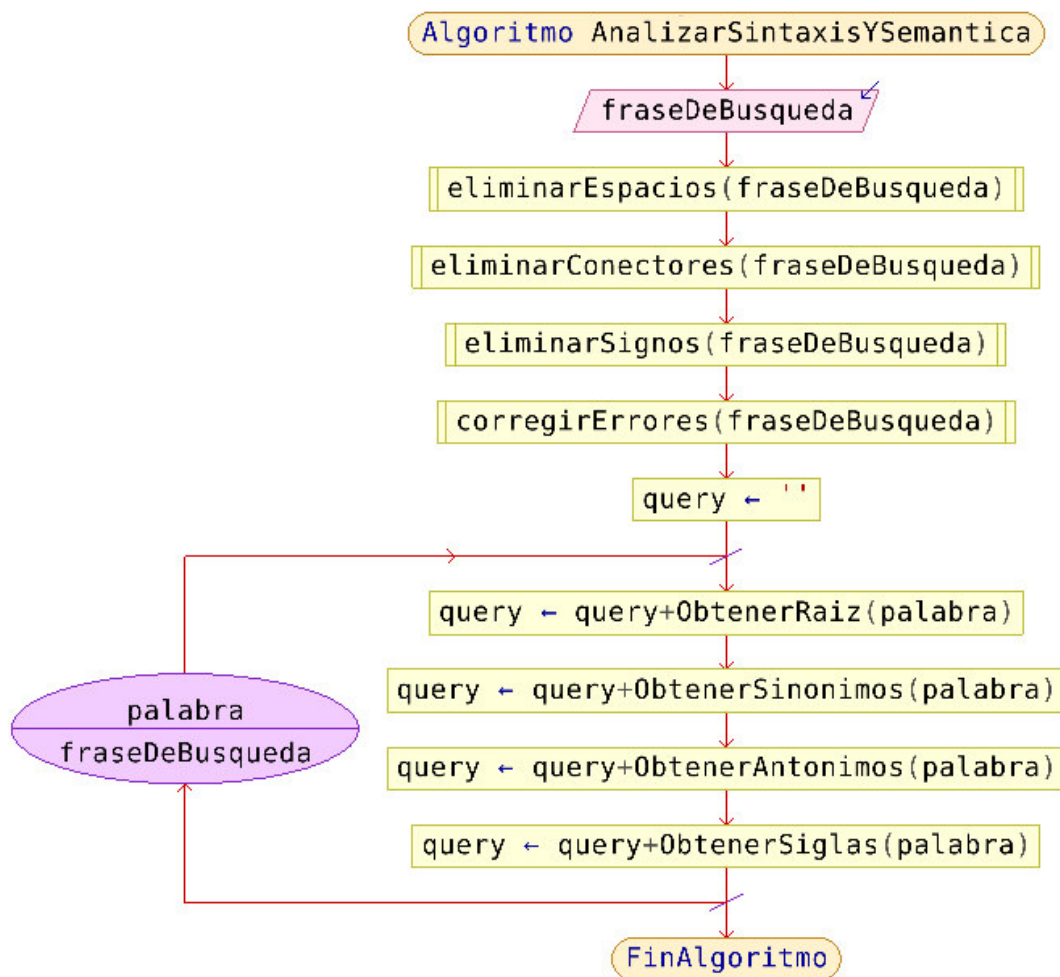 Algoritmo AnalizarSintaxisYSemantica
fraseDeBusqueda
eliminarEspacios(fraseDeBusqueda)
eliminarConectores(fraseDeBusqueda)
eliminarSignos(fraseDeBusqueda)
corregirErrores(fraseDeBusqueda)
query ← ''
query ← query+ObtenerRaiz(palabra)
query ← query+ObtenerSinonimos(palabra)
palabra
fraseDeBusqueda
query ← query+ObtenerAntonimos(palabra)
query ← query+ObtenerSiglas(palabra)
FinAlgoritmo